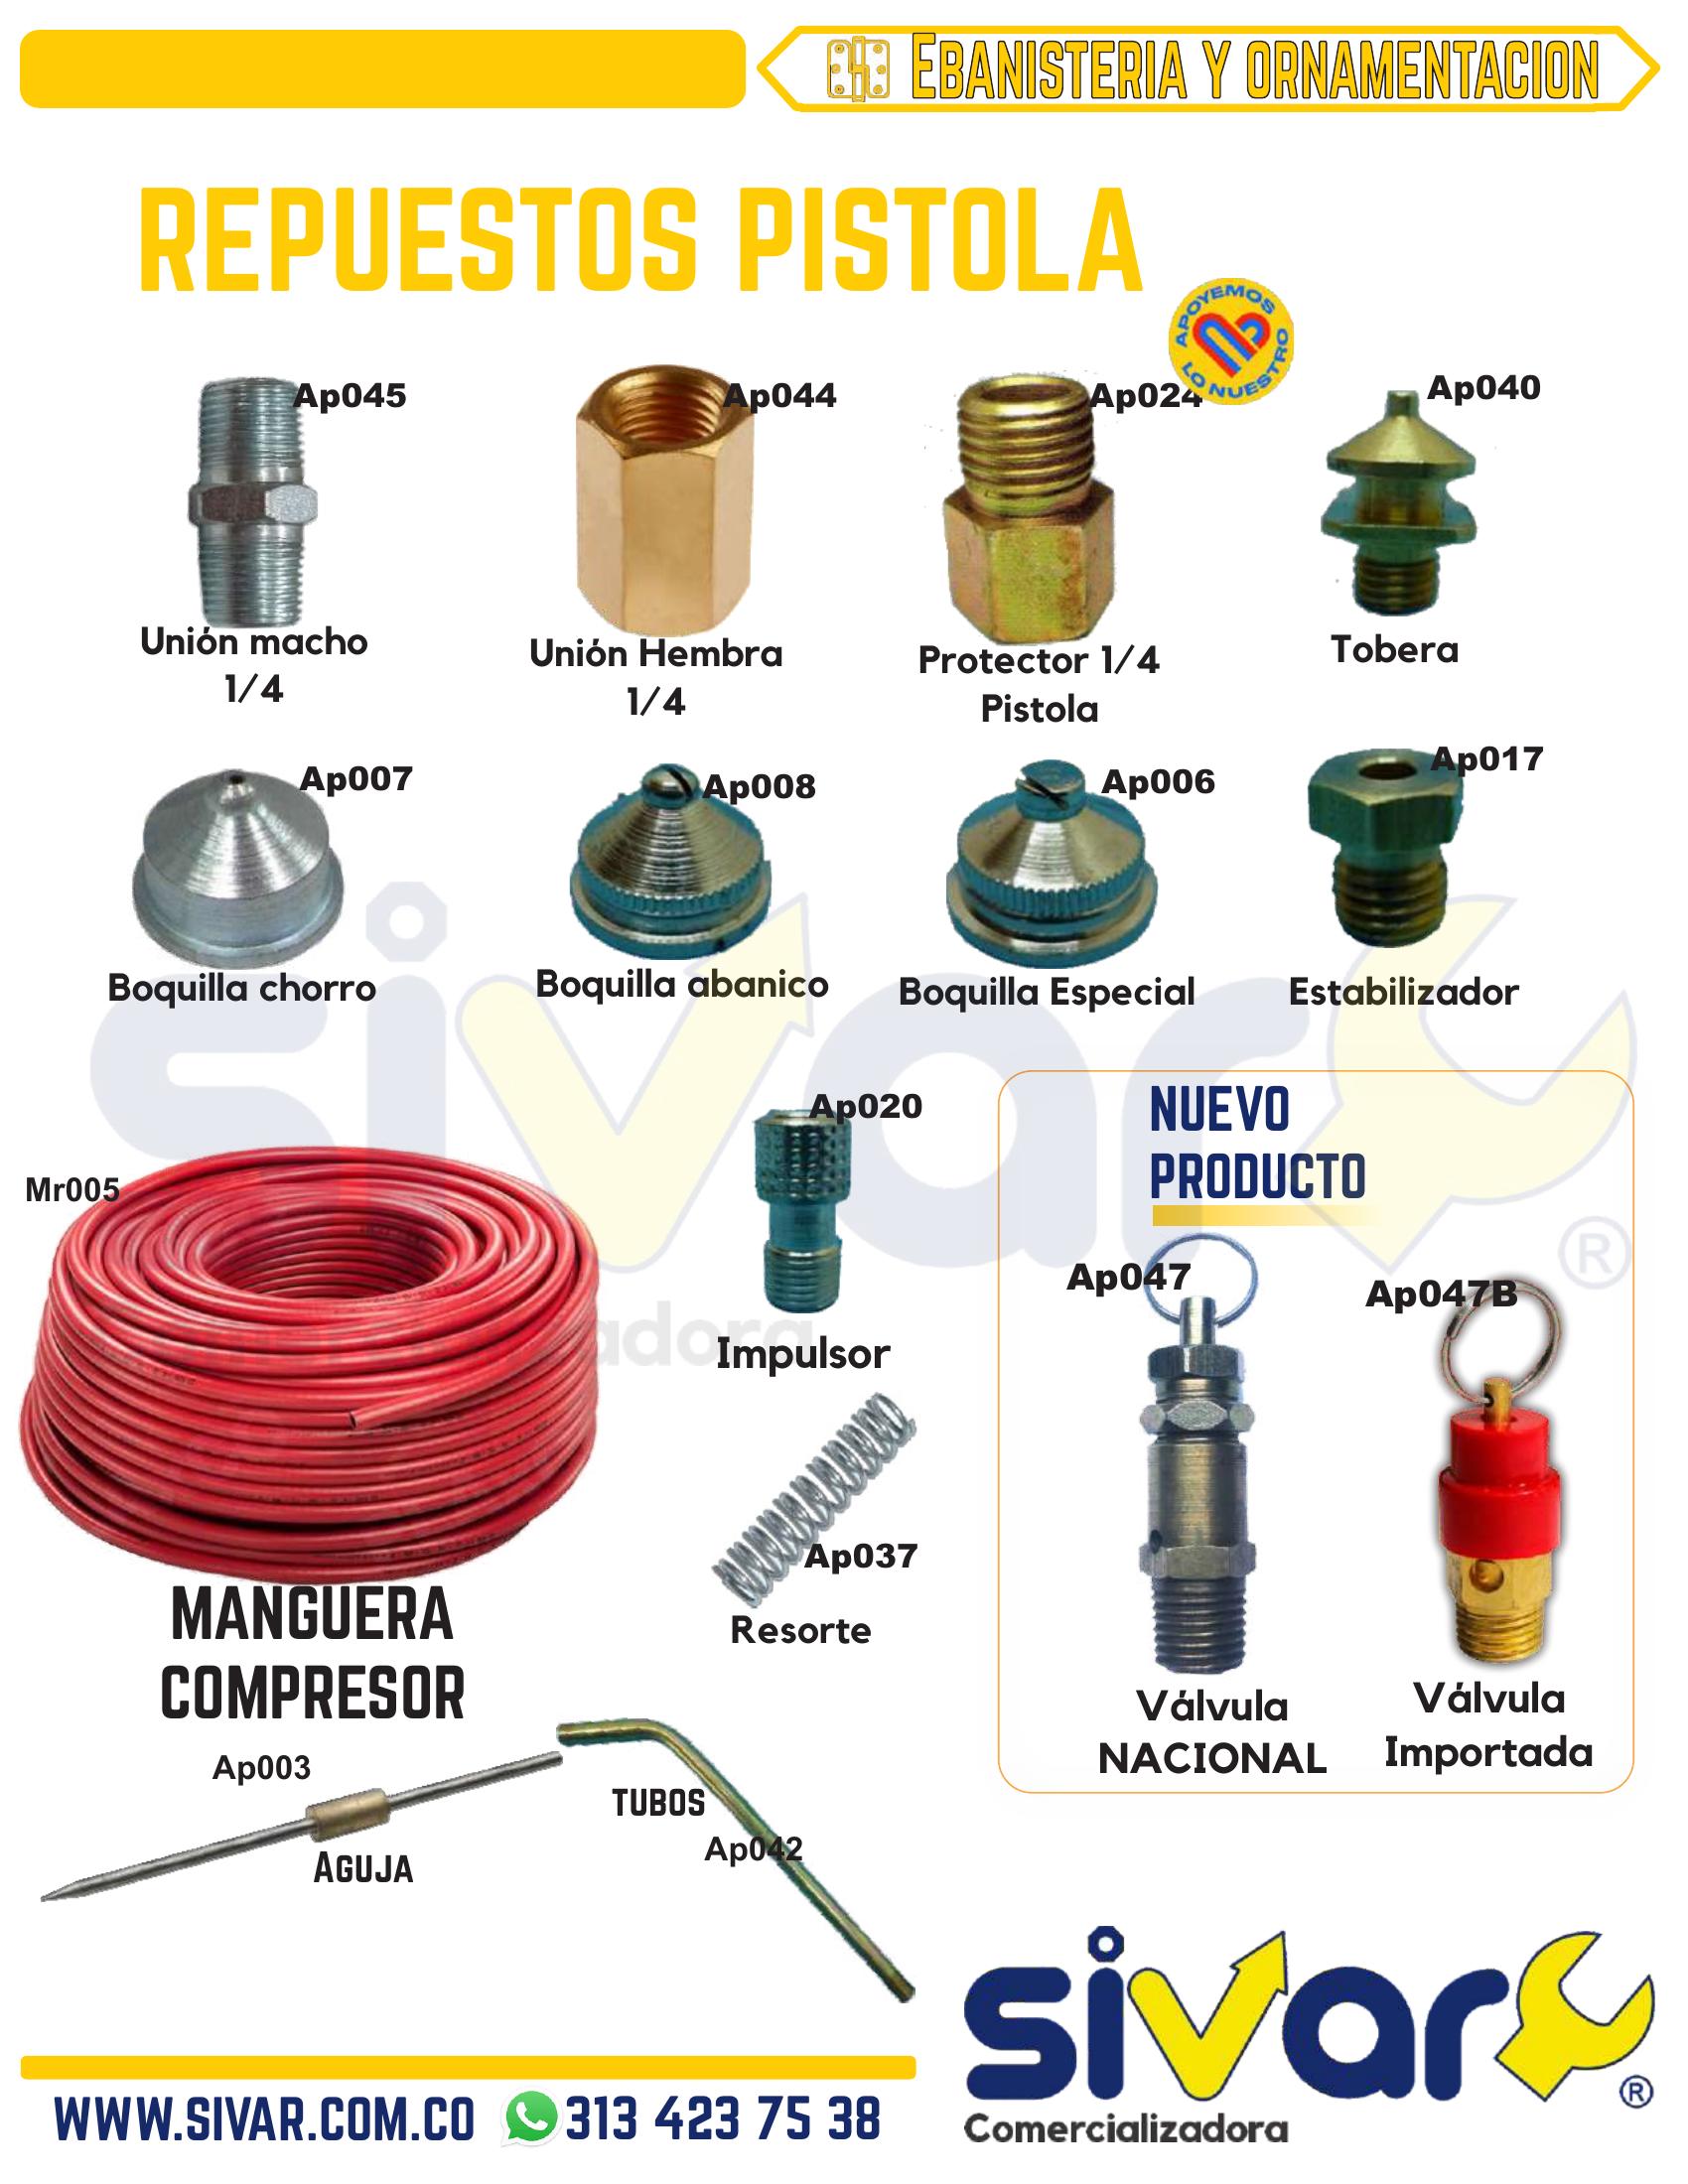 EBANISTERIA Y ORNAMENTACION
REPUESTOS PISTOLA
APOYEMOS
LO NUESTRO
Ap045
Ap044
Ap024
Ap040
Unión macho
1/4
Unión Hembra
1/4
Protector 1/4
Pistola
Tobera
Ap007
Ap008
Ap006
Ap017
Boquilla chorro
Boquilla abanico
Boquilla Especial
Estabilizador
sivar
®
Mr005
MANGUERA
COMPRESOR
Ap020
Impulsor
Ap037
Resorte
NUEVO
PRODUCTO
Ap047
Ap047B
Válvula
NACIONAL
Válvula
Importada
Ap003
AGUJA
TUBOS
Ap042
WWW.SIVAR.COM.CO
313 423 75 38
sivar
®
Comercializadora